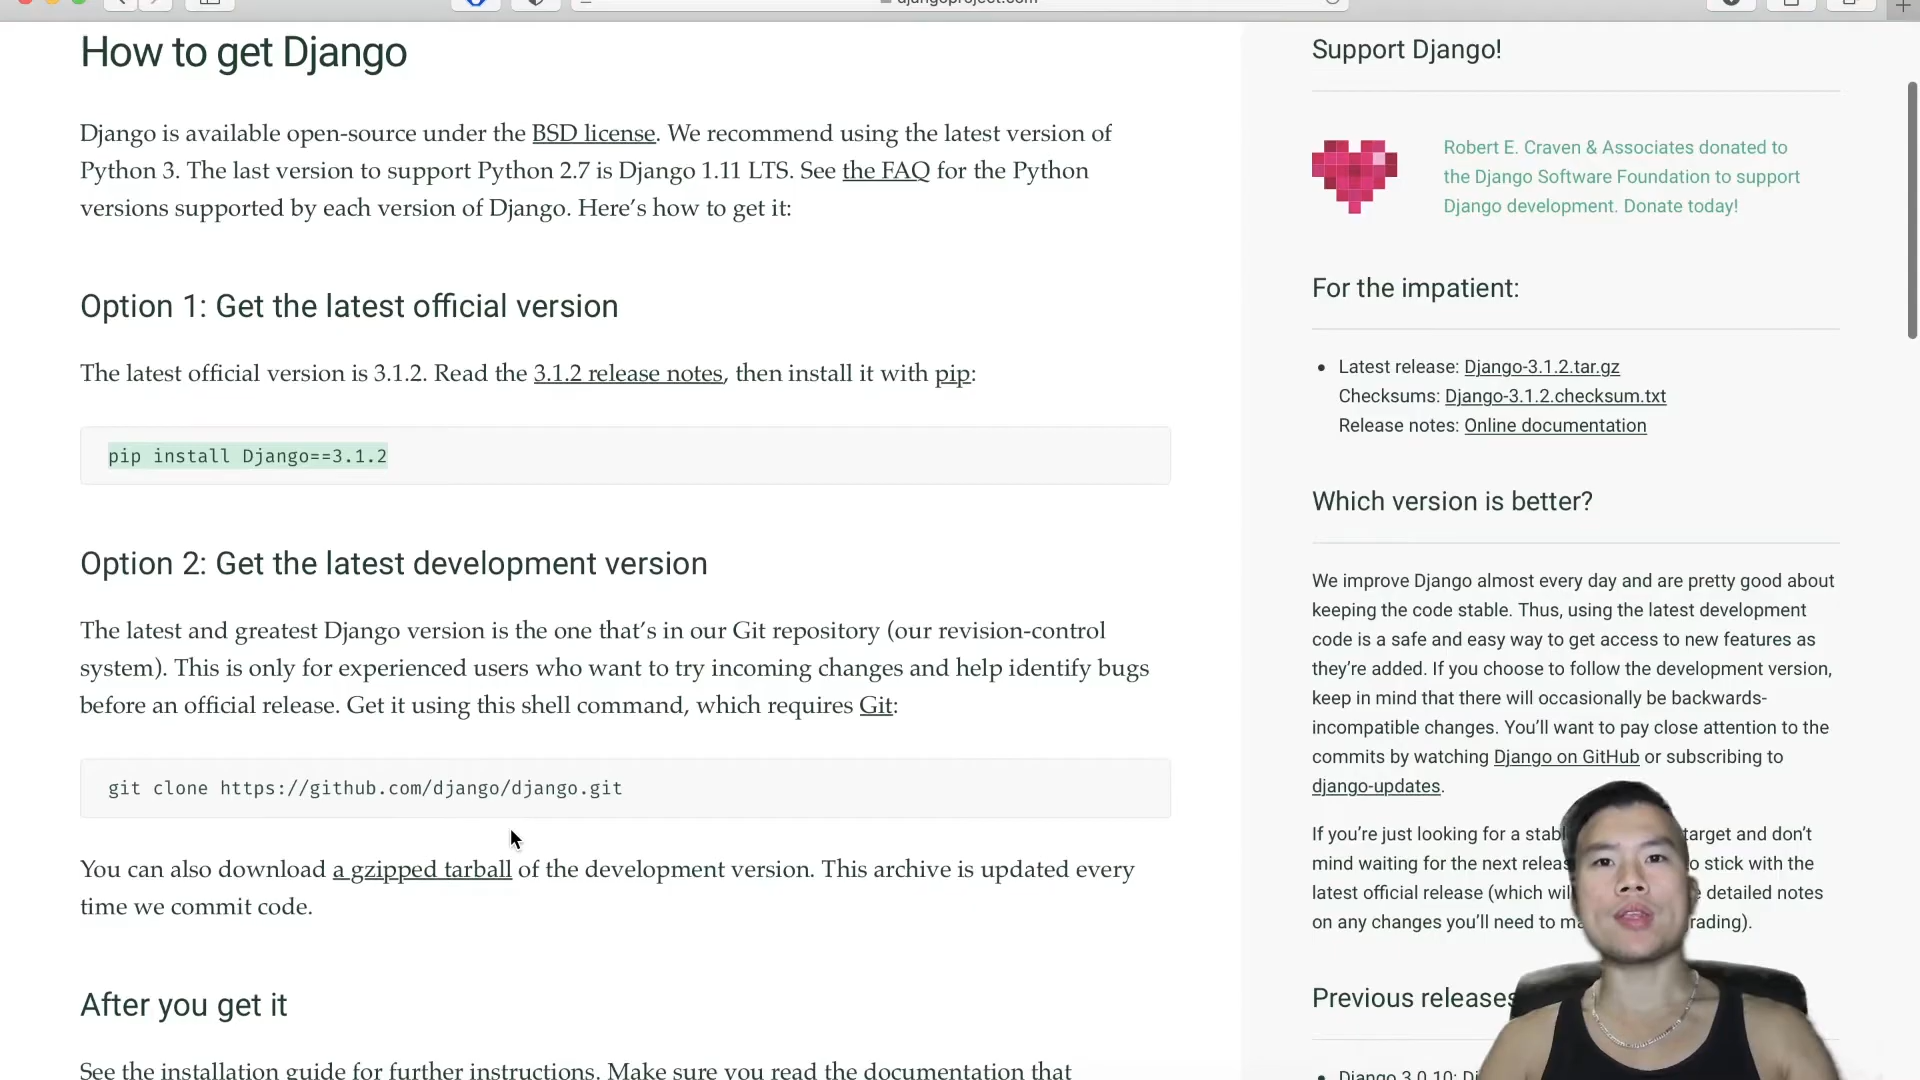 How to get Django
Django is available open-source under the BSD license. We recommend using the latest version of
Python 3. The last version to support Python 2.7 is Django 1.11 LTS. See the FAQ for the Python
versions supported by each version of Django. Here’s how to get it:
Option 1: Get the latest official version
The latest official version is 3.1.2. Read the 3.1.2 release notes, then install it with pip:
pip install Django==3.1.2
Option 2: Get the latest development version
The latest and greatest Django version is the one that’s in our Git repository (our revision-control
system). This is only for experienced users who want to try incoming changes and help identify bugs
before an official release. Get it using this shell command, which requires Git:
git clone https://github.com/django/django.git
You can also download a gzipped tarball of the development version. This archive is updated every
time we commit code.
After you get it
See the installation guide for further instructions. Make sure you read the documentation that
Support Django!
Robert E. Craven & Associates donated to
the Django Software Foundation to support
Django development. Donate today!
For the impatient:
Latest release: Django-3.1.2.tar.gz
Checksums: Django-3.1.2.checksum.txt
Release notes: Online documentation
Which version is better?
We improve Django almost every day and are pretty good about
keeping the code stable. Thus, using the latest development
code is a safe and easy way to get access to new features as
they’re added. If you choose to follow the development version,
keep in mind that there will occasionally be backwards-
incompatible changes. You’ll want to pay close attention to the
commits by watching Django on GitHub or subscribing to
django-updates.
If you’re just looking for a target and don’t
mind waiting for the next stick with the
latest official release (which detailed notes
on any changes you’ll need to
Previous releases
Django 3.0.10: